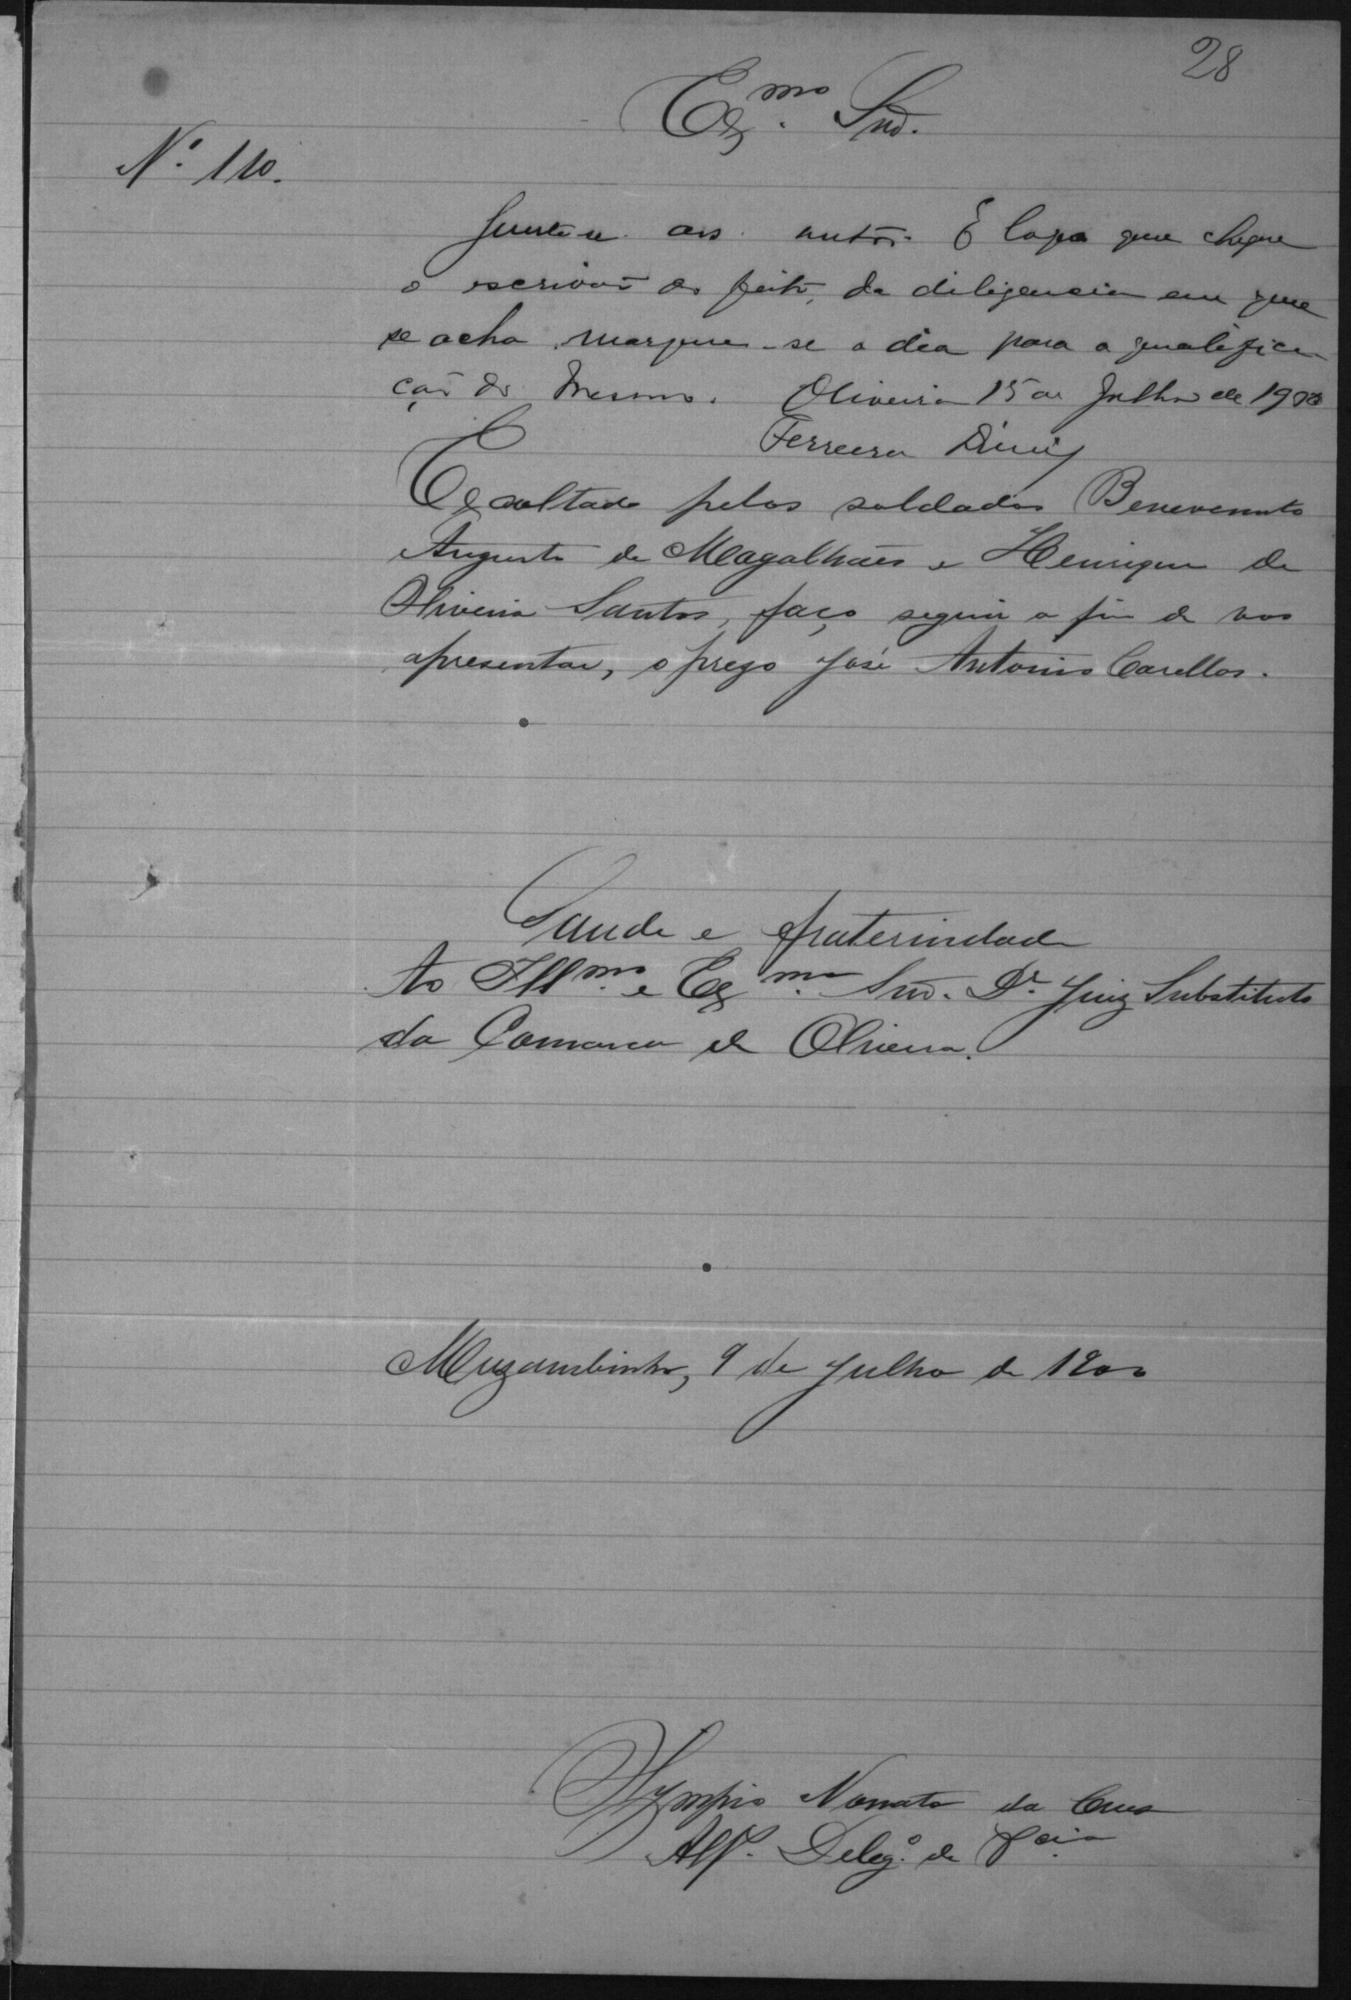 28
Ex.mo Snr.
N.º 110.
Junte-se aos autos. E logo que chegue
o escrivão do feito, da diligencia em que
se acha, marque-se o dia para a qualifica-
ção do mesmo. Oliveira 15 de Julho de 1900
Ferreira Diniz
Escoltado pelos soldados Benevenuto
Augusto de Magalhães e Henrique de
Oliveira Santos, faço seguir a fim de vos
apresentar, o prezo José Antonio Carellos.
Saude e fraternidade
Ao Illmo. e Exmo. Snr. Dr. Juiz Substituto
da Comarca de Oliveira.
Muzambinho, 9 de Julho de 1900
Olympio Nonato da Cruz
Alfs. Delegº. de Pcia.